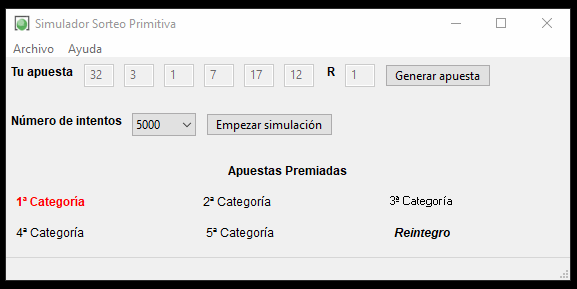 Simulador Sorteo Primitiva
Archivo Ayuda
Tu apuesta 32 3 1 7 17 12 R 1 Generar apuesta
Número de intentos 5000 Empezar simulación
Apuestas Premiadas
1ª Categoría 2ª Categoría 3ª Categoría
4ª Categoría 5ª Categoría Reintegro